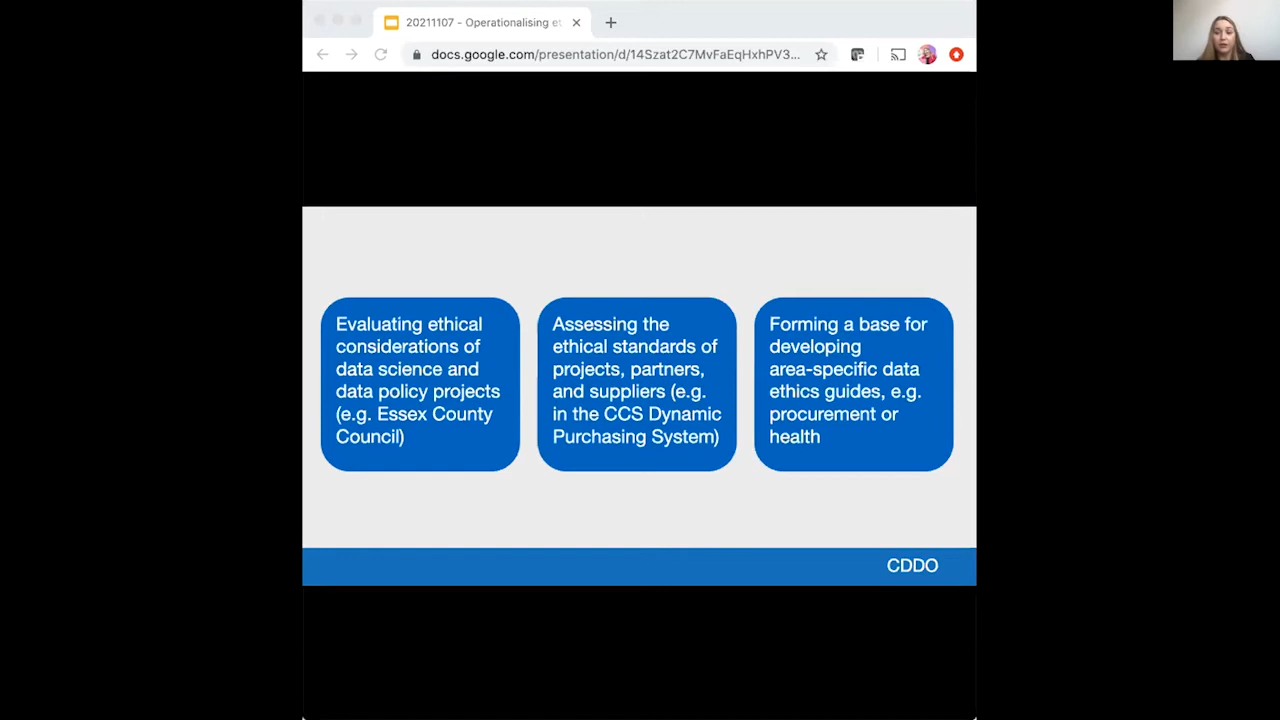 20211107 - Operationalising et
docs.google.com/presentation/d/14Szat2C7MvFaEqHxhPV3...
Evaluating ethical
considerations of
data science and
data policy projects
(e.g. Essex County
Council)
Assessing the
ethical standards of
projects, partners,
and suppliers (e.g.
in the CCS Dynamic
Purchasing System)
Forming a base for
developing
area-specific data
ethics guides, e.g.
procurement or
health
CDDO